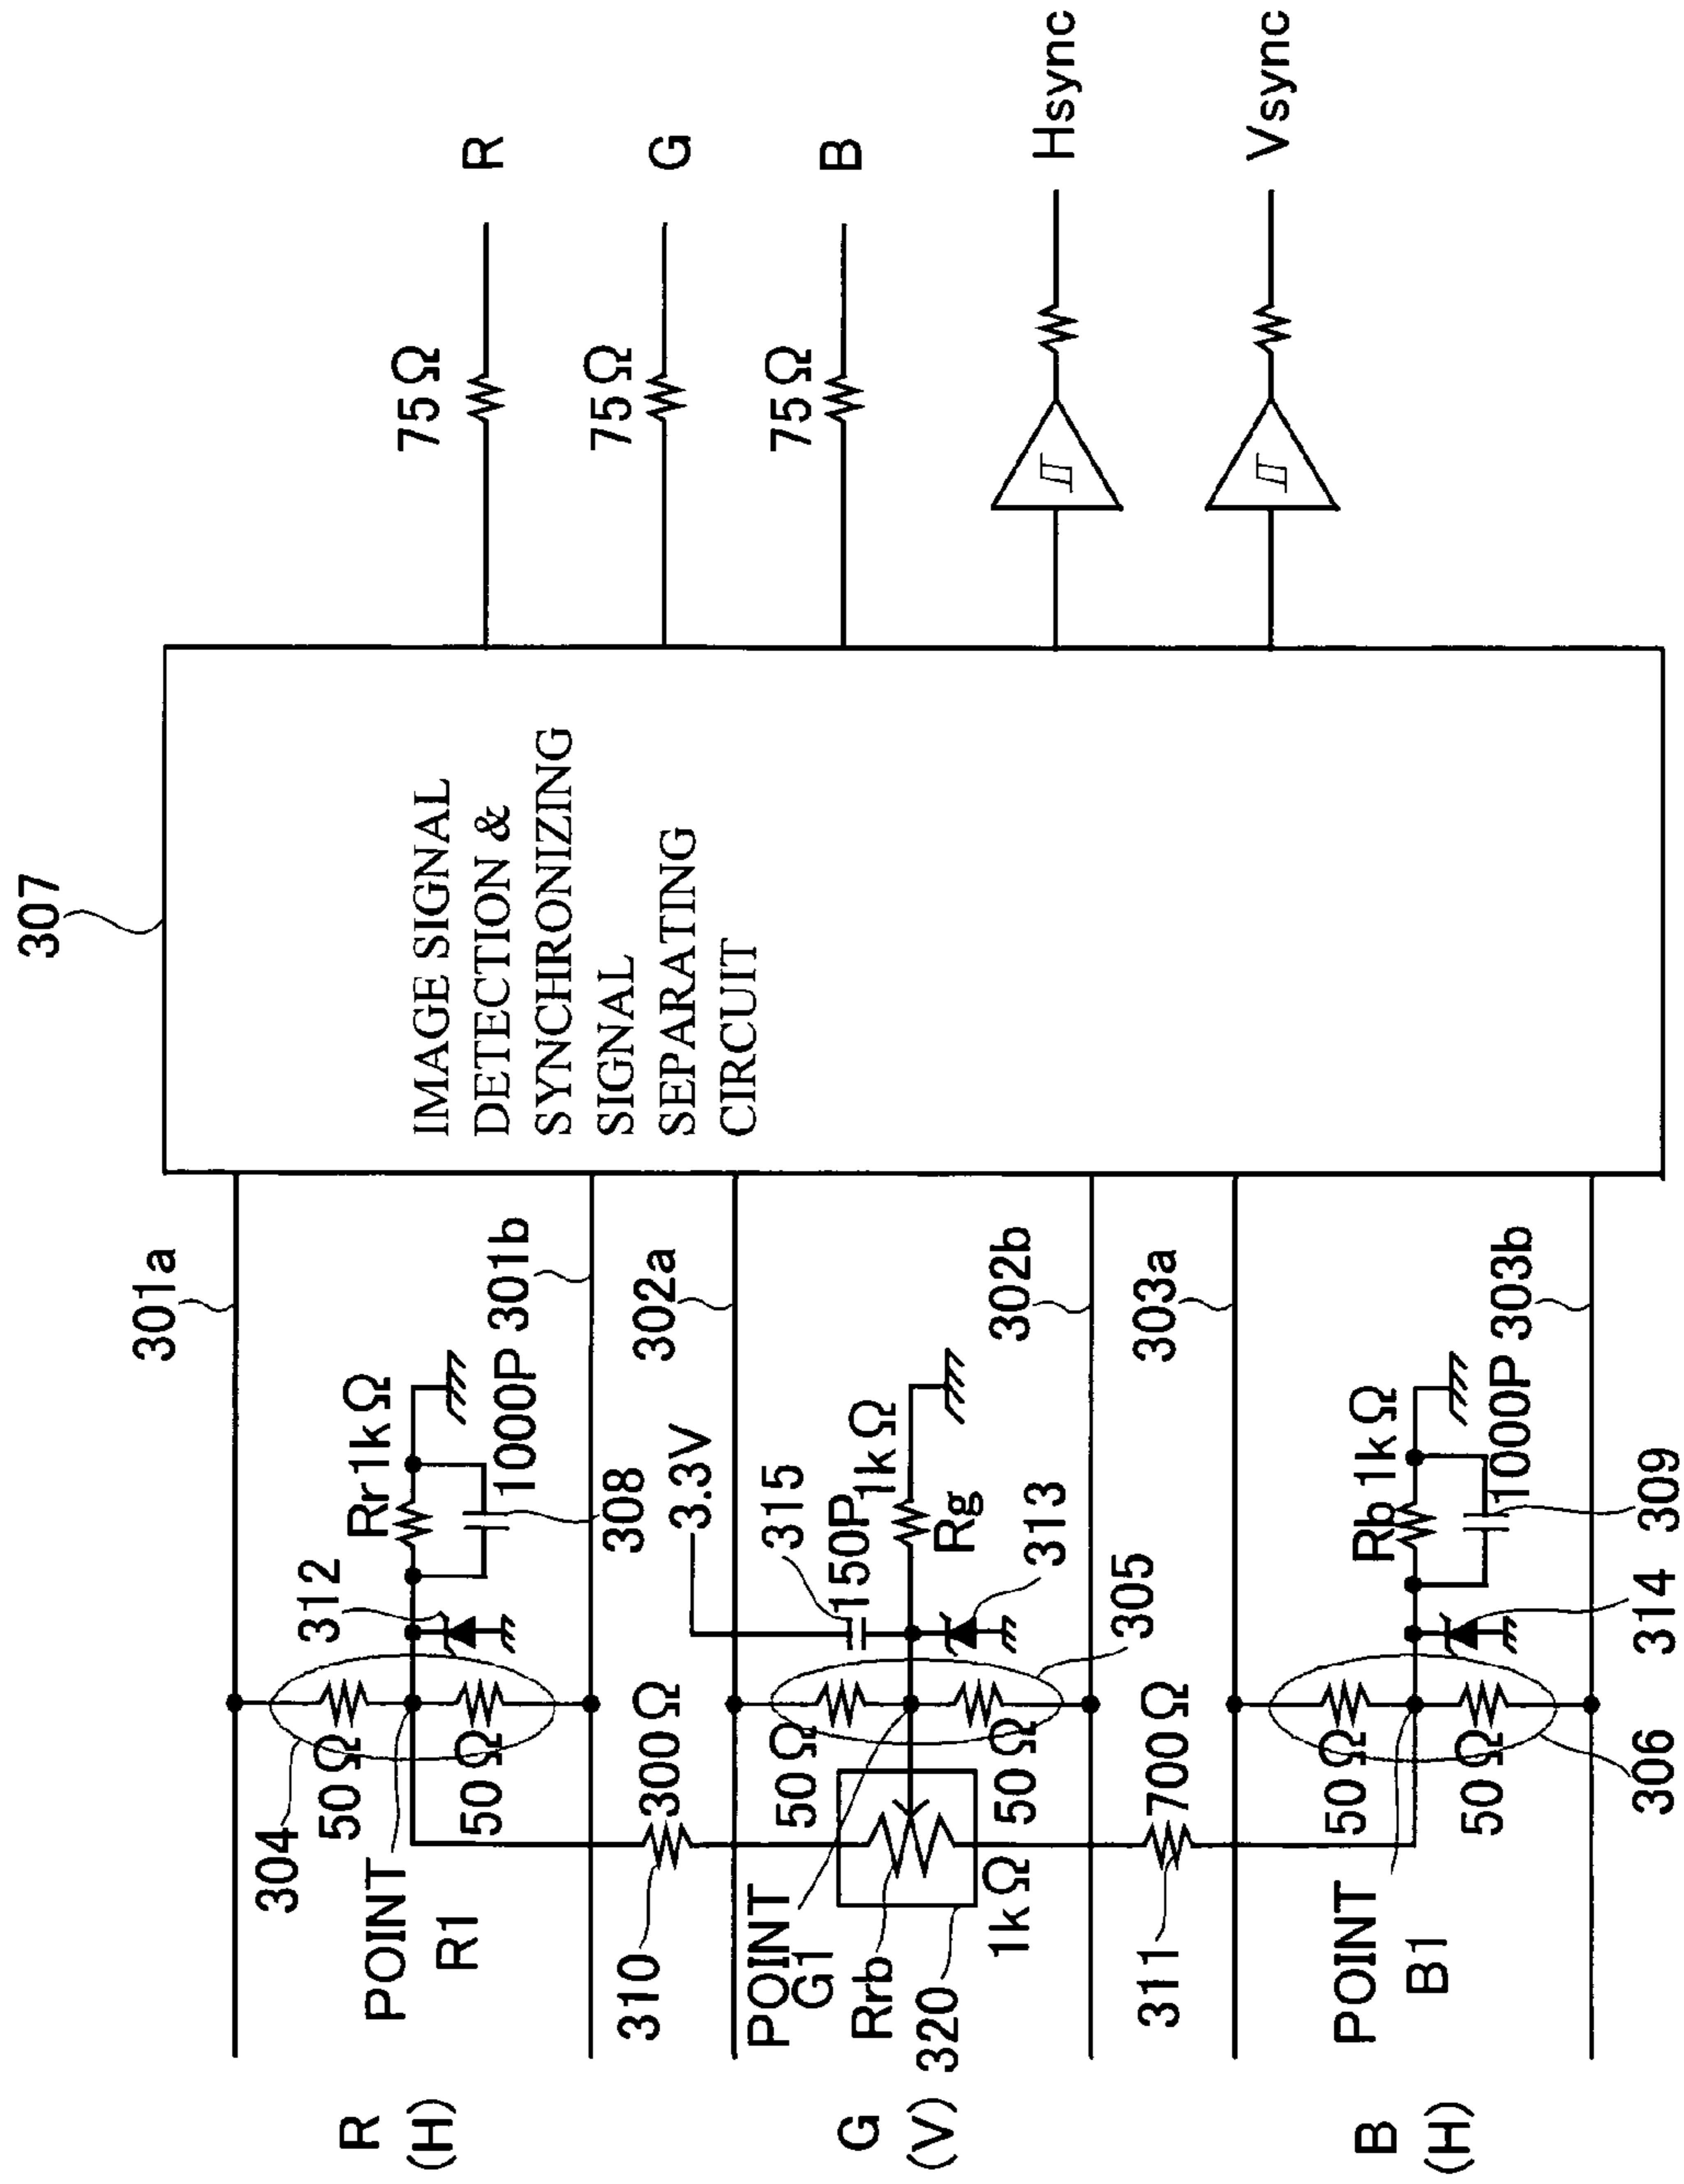 307
IMAGE SIGNAL
DETECTION &
SYNCHRONIZING
SIGNAL
SEPARATING
CIRCUIT
75Ω
R
75Ω
G
75Ω
B
Hsync
Vsync
R
(H)
304
50Ω
50Ω
POINT
R1
312
Rr1kΩ
1000P
308
301a
301b
310
300Ω
G
(V)
POINT
G1
Rrb
320
1kΩ
50Ω
50Ω
3.3V
315
150P
1kΩ
Rg
313
305
302a
302b
311
700Ω
B
(H)
POINT
B1
50Ω
50Ω
306
314
Rb1kΩ
1000P
309
303a
303b